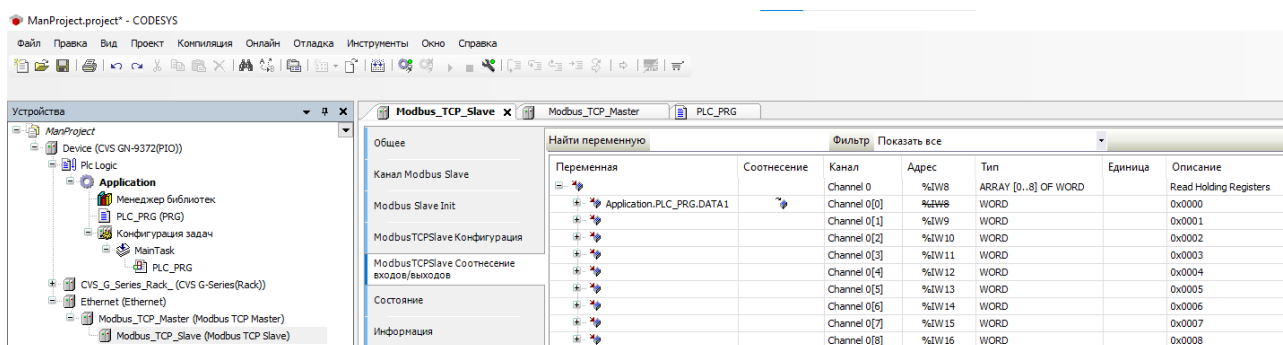 ManProject.project* - CODESYS
Файл Правка Вид Проект Компиляция Онлайн Отладка Инструменты Окно Справка
Устройства
Modbus_TCP_Slave Modbus_TCP_Master PLC_PRG
ManProject
Device (CVS GN-9372(PIO))
Plc Logic
Application
Менеджер библиотек
PLC_PRG (PRG)
Конфигурация задач
MainTask
PLC_PRG
CVS_G_Series_Rack_ (CVS G-Series(Rack))
Ethernet (Ethernet)
Modbus_TCP_Master (Modbus TCP Master)
Modbus_TCP_Slave (Modbus TCP Slave)
Общее
Канал Modbus Slave
Modbus Slave Init
ModbusTCPSlave Конфигурация
ModbusTCPSlave Соотнесение
входов/выходов
Состояние
Информация
Найти переменную Фильтр Показать все
Переменная Соотнесение Канал Адрес Тип Единица Описание
Channel 0 %IW8 ARRAY [0..8] OF WORD Read Holding Registers
Application.PLC_PRG.DATA1 Channel 0[0] %IW8 WORD 0x0000
Channel 0[1] %IW9 WORD 0x0001
Channel 0[2] %IW10 WORD 0x0002
Channel 0[3] %IW11 WORD 0x0003
Channel 0[4] %IW12 WORD 0x0004
Channel 0[5] %IW13 WORD 0x0005
Channel 0[6] %IW14 WORD 0x0006
Channel 0[7] %IW15 WORD 0x0007
Channel 0[8] %IW16 WORD 0x0008